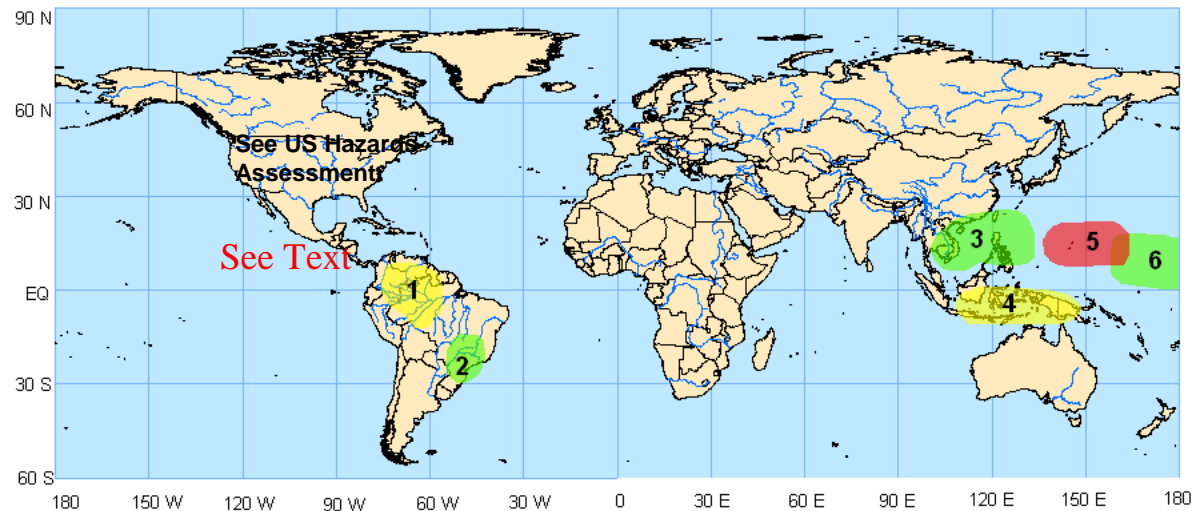 90 N
60 N
See US Hazards
Assessment
30 N
3
5
See Text
6
1
EQ
4
2
30 S
60 S
180 150 W 120 W 90 W 60 W 30 W 0 30 E 60 E 90 E 120 E 150 E 180